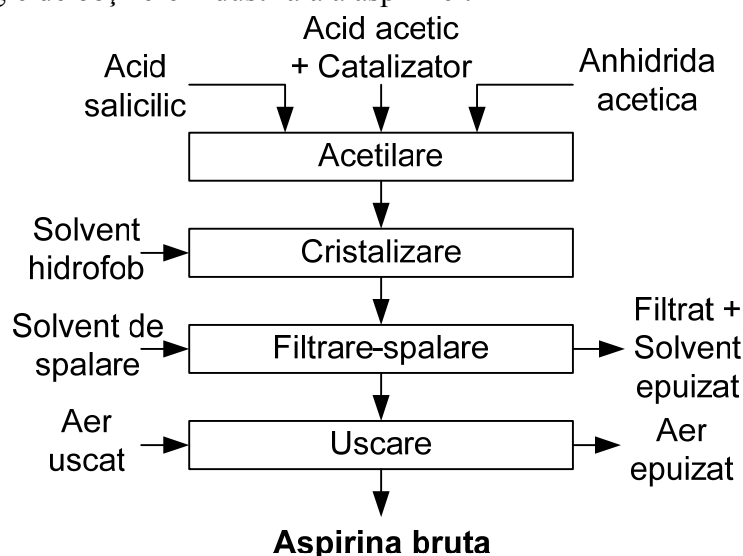 Acid acetic
+ Catalizator
Acid
salicilic
Anhidrida
acetica
Acetilare
Solvent
hidrofob
Cristalizare
Solvent de
spalare
Filtrare-spalare
Filtrat +
Solvent
epuizat
Aer
uscat
Uscare
Aer
epuizat
Aspirina bruta